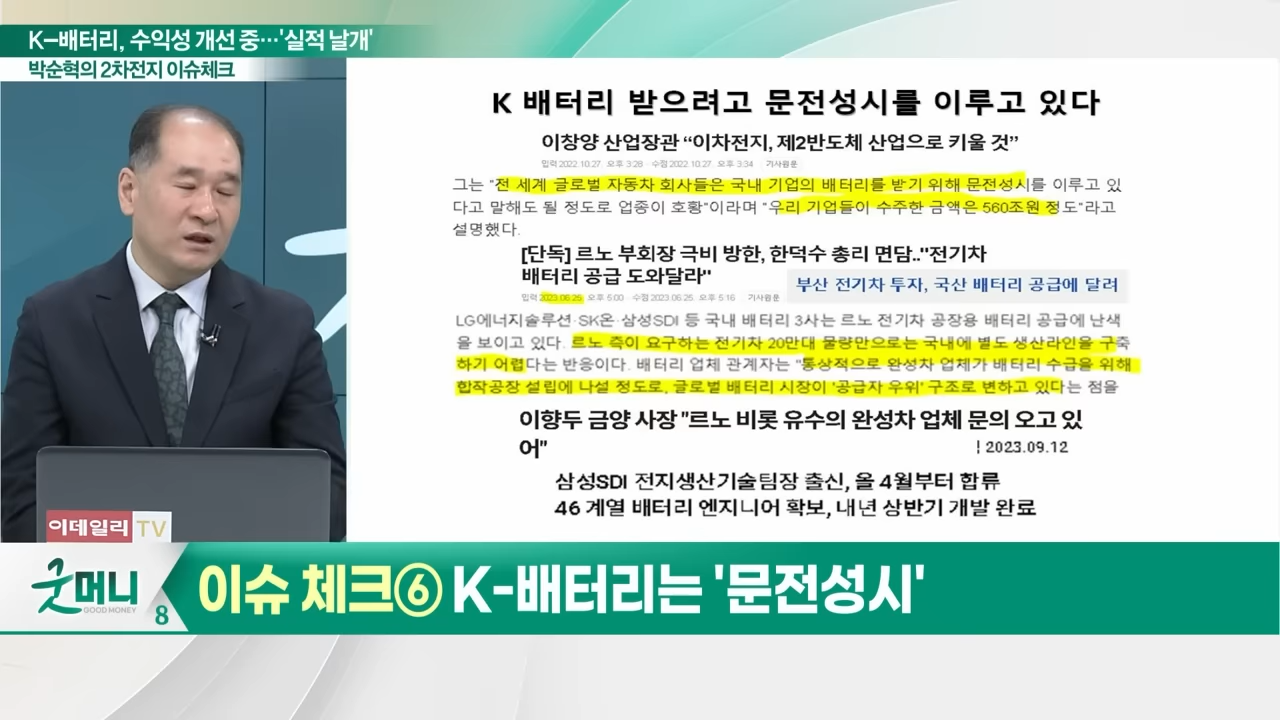 K-배터리, 수익성 개선 중…'실적 날개'
박순혁의 2차전지 이슈체크
K 배터리 받으려고 문전성시를 이루고 있다
이창양 산업장관 “이차전지, 제2반도체 산업으로 키울 것”
입력 2022.10.27 오후 3:28 · 수정 2022.10.27 오후 3:34 기사원문
그는 "전 세계 글로벌 자동차 회사들은 국내 기업의 배터리를 받기 위해 문전성시를 이루고 있
다고 말해도 될 정도로 업종이 호황"이라며 "우리 기업들이 수주한 금액은 560조원 정도"라고
설명했다.
[단독] 르노 부회장 극비 방한, 한덕수 총리 면담.."전기차
배터리 공급 도와달라"
입력 2023.06.25 오후 5:00 · 수정 2023.06.25 오후 5:16 기사원문
부산 전기차 투자, 국산 배터리 공급에 달려
LG에너지솔루션·SK온·삼성SDI 등 국내 배터리 3사는 르노 전기차 공장용 배터리 공급에 난색
을 보이고 있다. 르노 측이 요구하는 전기차 20만대 물량만으로는 국내에 별도 생산라인을 구축
하기 어렵다는 반응이다. 배터리 업체 관계자는 "통상적으로 완성차 업체가 배터리 수급을 위해
합작공장 설립에 나설 정도로, 글로벌 배터리 시장이 '공급자 우위' 구조로 변하고 있다는 점을
이향두 금양 사장 "르노 비롯 유수의 완성차 업체 문의 오고 있
어"
2023.09.12
삼성SDI 전지생산기술팀장 출신, 올 4월부터 합류
46 계열 배터리 엔지니어 확보, 내년 상반기 개발 완료
이데일리 TV
굿머니
GOOD MONEY
8
이슈 체크⑥ K-배터리는 '문전성시'